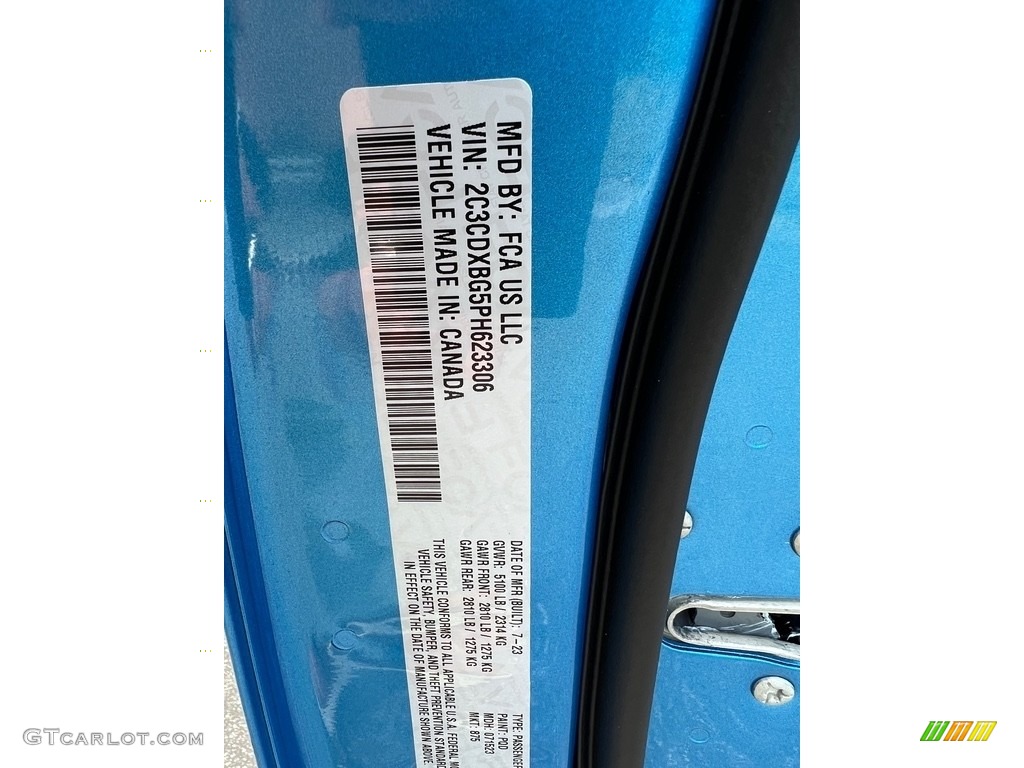 MFD BY: FCA US LLC
VIN: 2C3CDXBG5PH623306
VEHICLE MADE IN: CANADA
DATE OF MFR (BUILT): 7-23
GVWR: 5100 LB / 2314 KG
GAWR FRONT: 2810 LB / 1275 KG
GAWR REAR: 2810 LB / 1275 KG
THIS VEHICLE CONFORMS TO ALL APPLICABLE U.S.A. FEDERAL
VEHICLE SAFETY, BUMPER, AND THEFT PREVENTION
IN EFFECT ON THE DATE OF MANUFACTURE SHOWN ABOVE.
TYPE: PASSENGER
PAINT: PQD
MDH: 071523
MKT: 875
GTCarLot.com